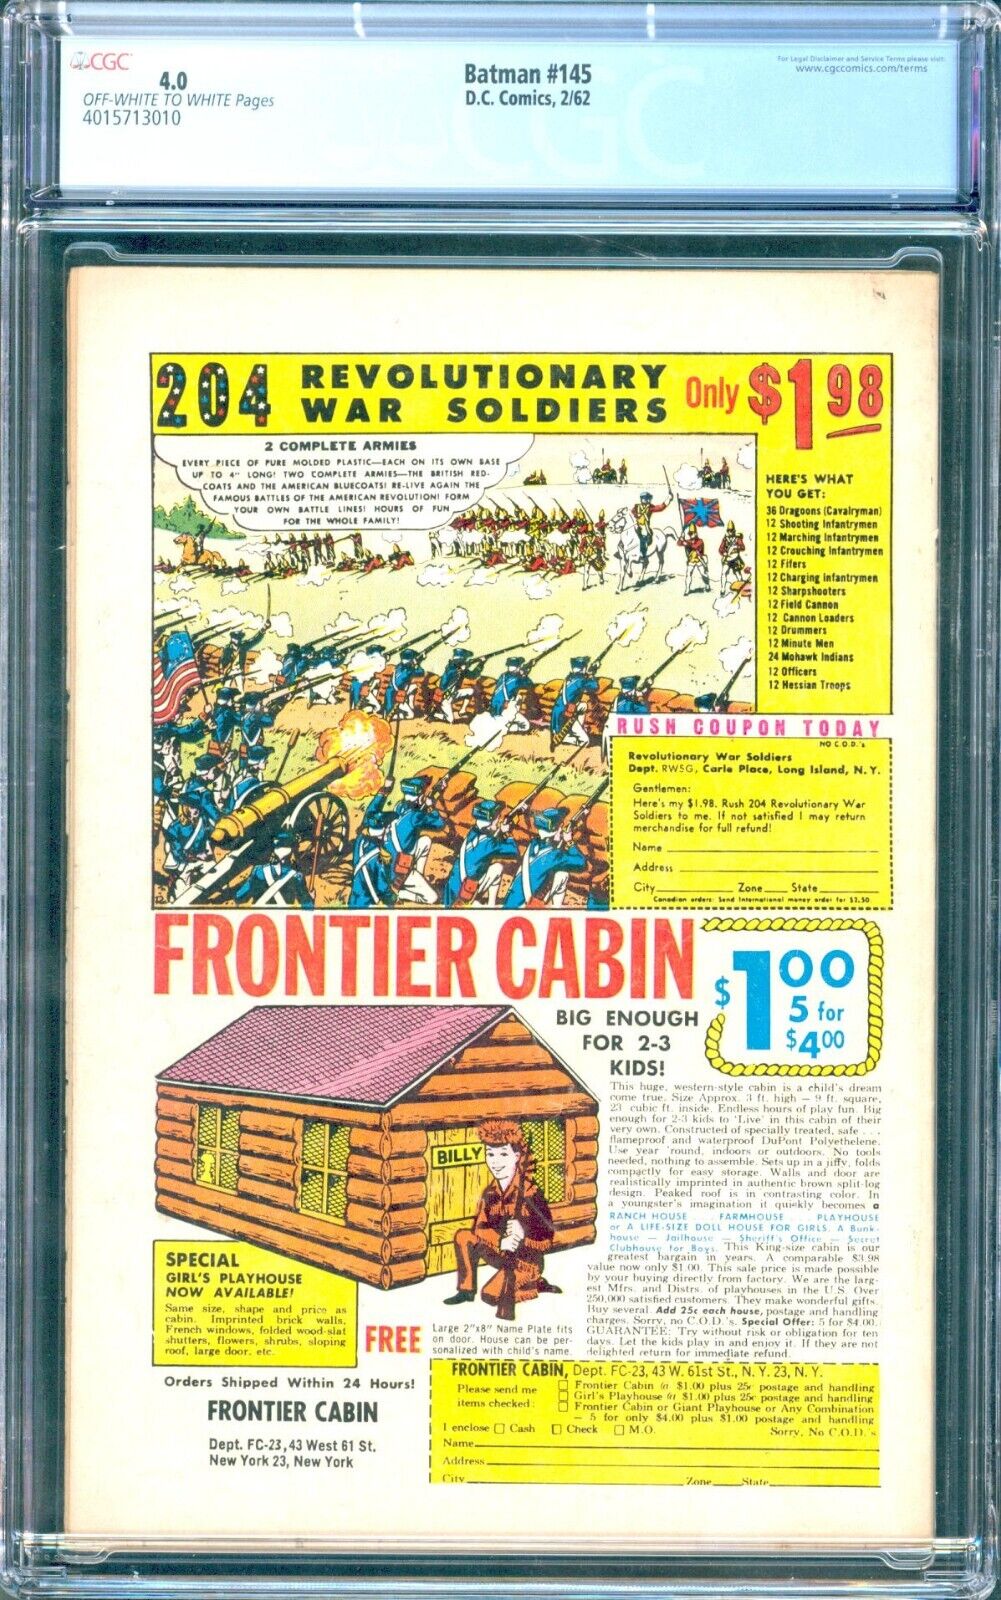 CGC
4.0
OFF-WHITE TO WHITE Pages
4015713010
Batman #145
D.C. Comics, 2/62
For Legal Disclaimer and Service Terms please visit:
www.cgccomics.com/terms
CGC
204 REVOLUTIONARY
WAR SOLDIERS
Only $1.98
2 COMPLETE ARMIES
EVERY PIECE OF PURE MOLDED PLASTIC—EACH ON ITS OWN BASE
UP TO 4" LONG! TWO COMPLETE ARMIES—THE BRITISH RED-
COATS AND THE AMERICAN BLUECOATS! RE-LIVE AGAIN THE
FAMOUS BATTLES OF THE AMERICAN REVOLUTION! FORM
YOUR OWN BATTLE LINES! HOURS OF FUN
FOR THE WHOLE FAMILY!
HERE'S WHAT
YOU GET:
36 Dragoons (Cavalryman)
12 Shooting Infantrymen
12 Marching Infantrymen
12 Crouching Infantrymen
12 Fifers
12 Charging Infantrymen
12 Sharpshooters
12 Field Cannon
12 Cannon Loaders
12 Drummers
12 Minute Men
24 Mohawk Indians
12 Officers
12 Hessian Troops
RUSH COUPON TODAY
NO C.O.D.'s
Revolutionary War Soldiers
Dept. RW5G, Carle Place, Long Island, N. Y.
Gentlemen:
Here's my $1.98. Rush 204 Revolutionary War
Soldiers to me. If not satisfied I may return
merchandise for full refund!
Name
Address
City Zone State
Canadian orders: Send International money order for $2.50
FRONTIER CABIN
$1.00
5 for
$4.00
BIG ENOUGH
FOR 2-3
KIDS!
This huge, western-style cabin is a child's dream
come true. Size Approx. 3 ft. high — 9 ft. square,
23 cubic ft. inside. Endless hours of play fun. Big
enough for 2-3 kids to 'Live' in this cabin of their
very own. Constructed of specially treated, safe . . .
flameproof and waterproof DuPont Polyethelene.
Use year 'round, indoors or outdoors. No tools
needed, nothing to assemble. Sets up in a jiffy, folds
compactly for easy storage. Walls and door are
realistically imprinted in authentic brown split-log
design. Peaked roof is in contrasting color. In
a youngster's imagination it quickly becomes a
RANCH HOUSE . . . FARMHOUSE . . . PLAYHOUSE
or A LIFE-SIZE DOLL HOUSE FOR GIRLS. A Bunk-
house — Jailhouse — Sheriff's Office — Secret
Clubhouse for Boys. This King-size cabin is our
greatest bargain in years. A comparable $3.98
value now only $1.00. This sale price is made possible
by your buying directly from factory. We are the larg-
est Mfrs. and Distrs. of playhouses in the U.S. Over
250,000 satisfied customers. They make wonderful gifts.
Buy several. Add 25c each house, postage and handling
charges. Sorry, no C.O.D.'s. Special Offer: 5 for $4.00.
GUARANTEE: Try without risk or obligation for ten
days. Let the kids play in and enjoy it. If they are not
delighted return for immediate refund.
BILLY
SPECIAL
GIRL'S PLAYHOUSE
NOW AVAILABLE!
Same size, shape and price as
cabin. Imprinted brick walls,
French windows, folded wood-slat
shutters, flowers, shrubs, sloping
roof, large door, etc.
FREE
Large 2"x8" Name Plate fits
on door. House can be per-
sonalized with child's name.
Orders Shipped Within 24 Hours!
FRONTIER CABIN
Dept. FC-23, 43 West 61 St.
New York 23, New York
FRONTIER CABIN, Dept. FC-23, 43 W. 61st St., N. Y. 23, N. Y.
Please send me
items checked:
Frontier Cabin @ $1.00 plus 25c postage and handling
Girl's Playhouse @ $1.00 plus 25c postage and handling
Frontier Cabin or Giant Playhouse or Any Combination
— 5 for only $4.00 plus $1.00 postage and handling
I enclose Cash Check M.O. Sorry, No C.O.D.'s
Name
Address
City Zone State